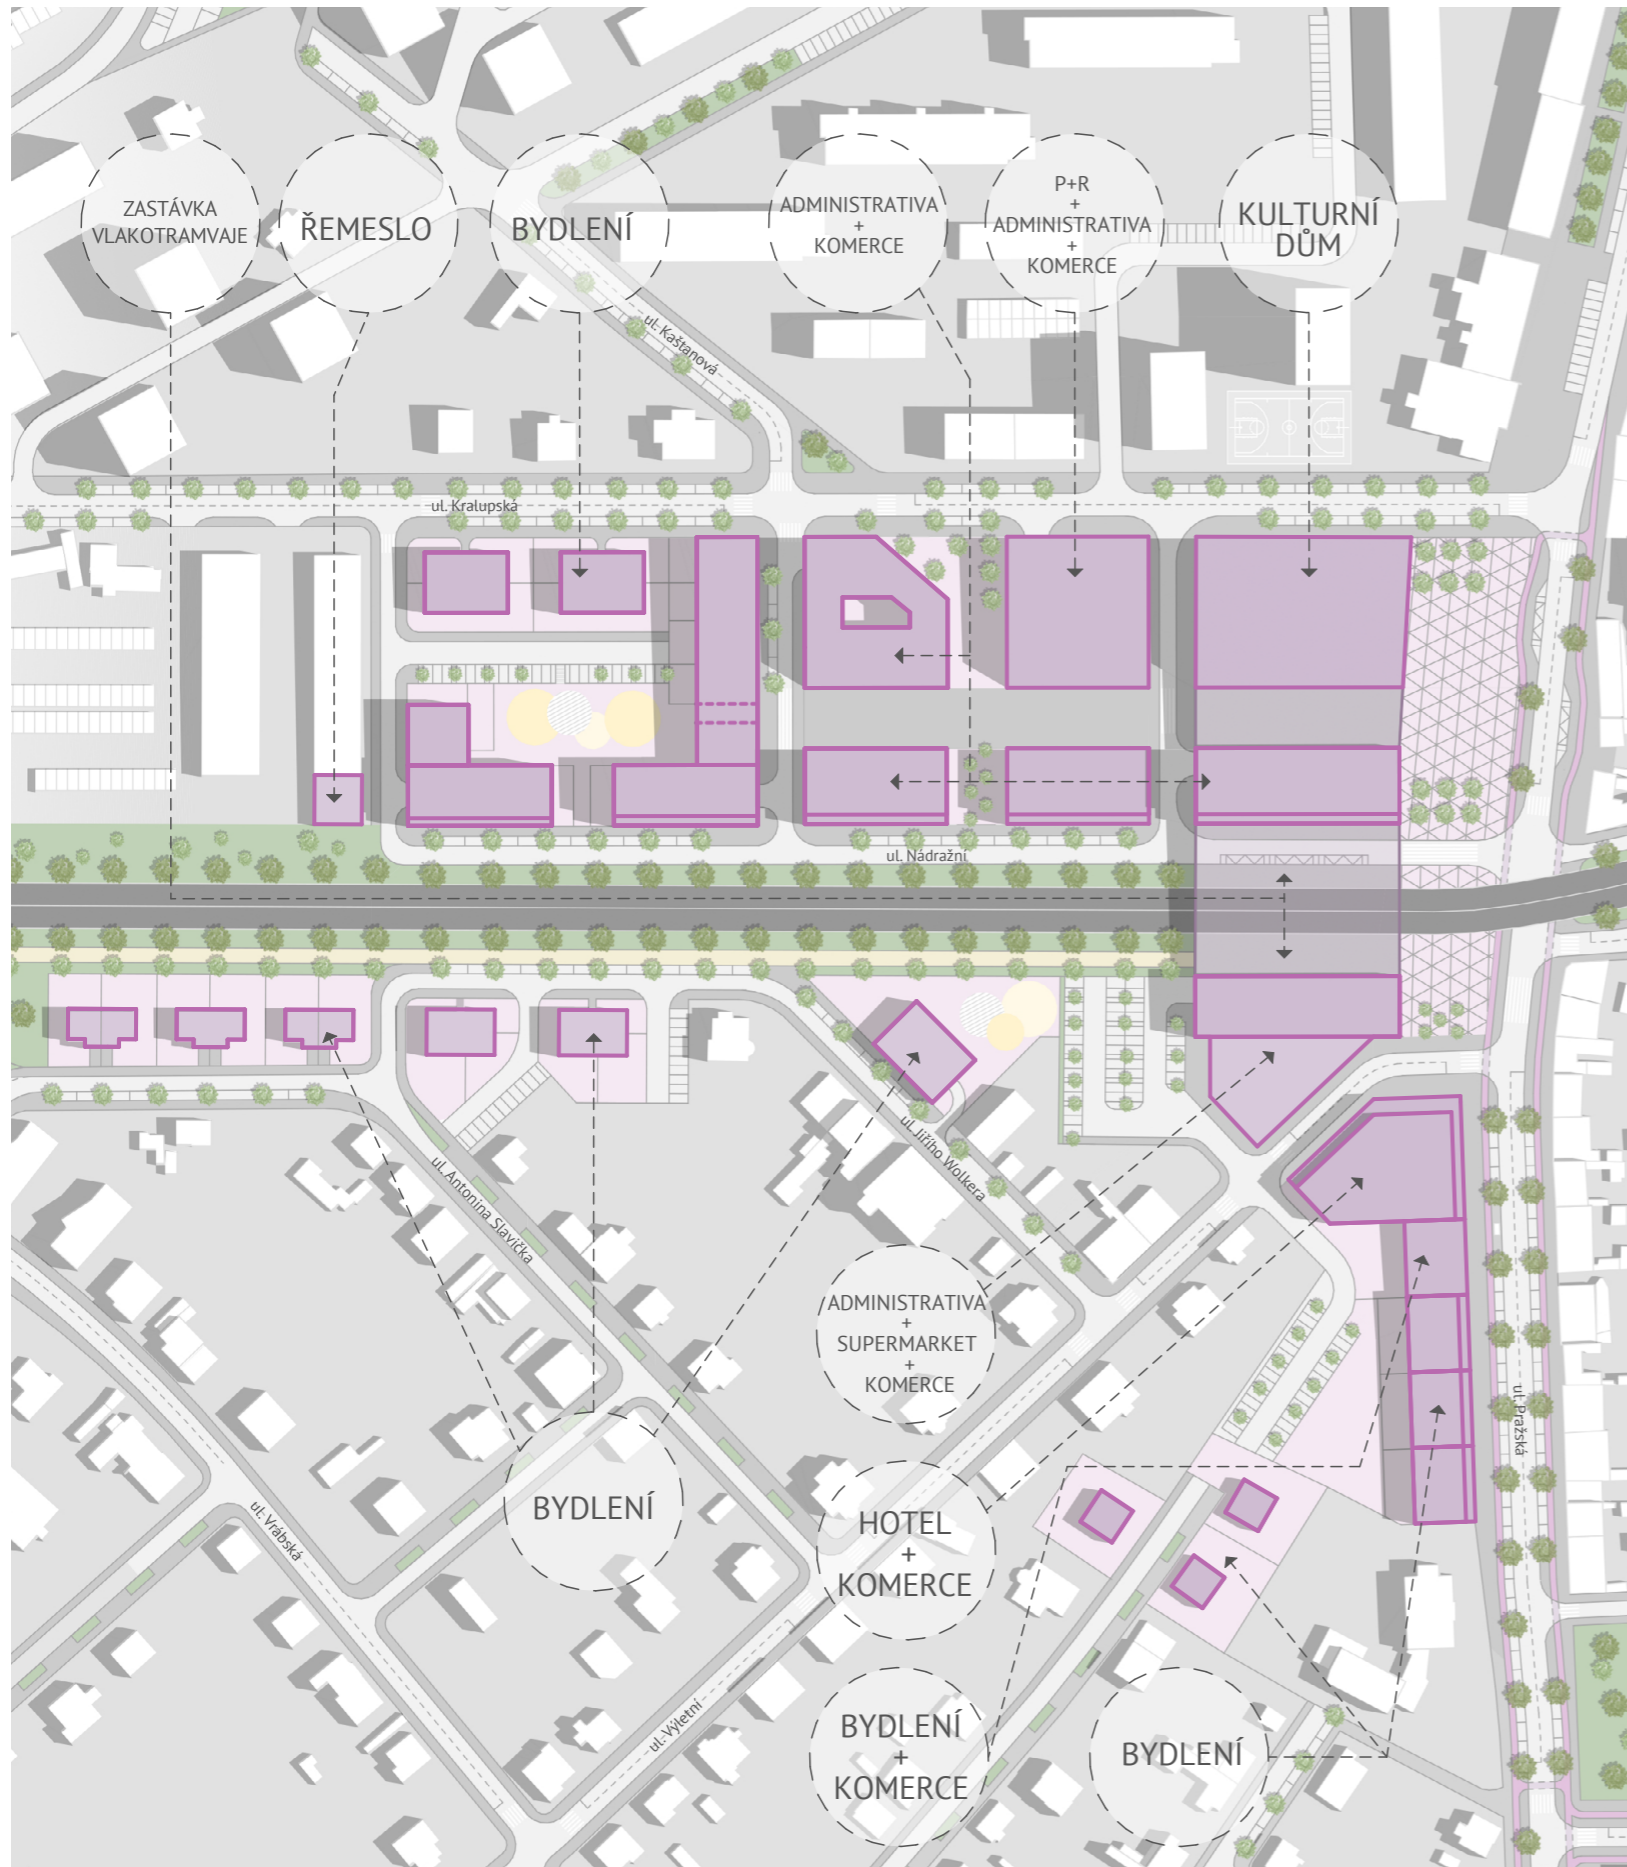 ZASTÁVKA
VLAKOTRAMVAJE
ŘEMESLO
BYDLENÍ
ADMINISTRATIVA
+
KOMERCE
P+R
+
ADMINISTRATIVA
+
KOMERCE
KULTURNÍ
DŮM
ul. Kaštanová
ul. Kralupská
ul. Nádražní
ul. Jiřího Wolkera
ul. Antonína Slavíčka
ADMINISTRATIVA
+
SUPERMARKET
+
KOMERCE
ul. Pražská
BYDLENÍ
HOTEL
+
KOMERCE
ul. Vrábská
ul. Výletní
BYDLENÍ
+
KOMERCE
BYDLENÍ